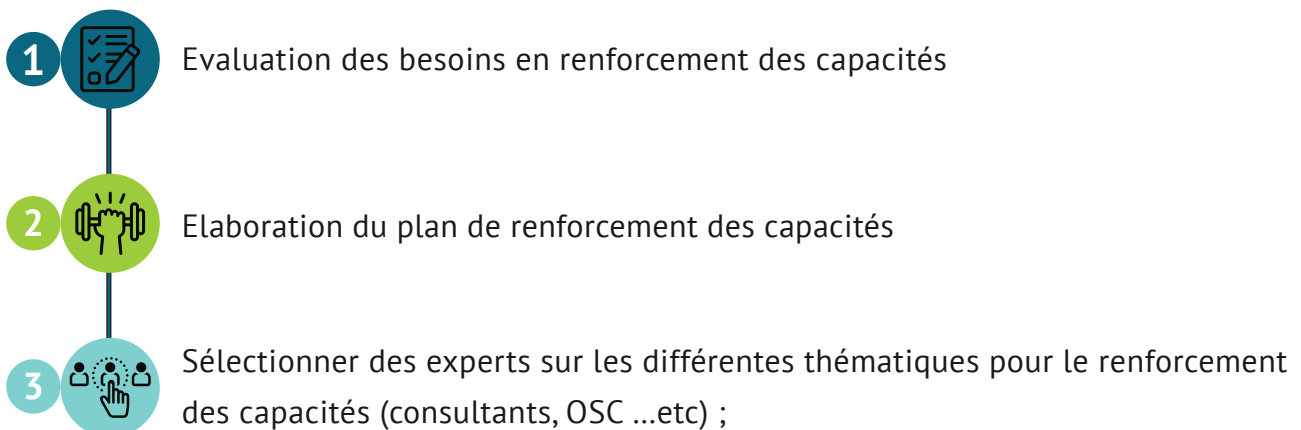 1 Evaluation des besoins en renforcement des capacités
2 Elaboration du plan de renforcement des capacités
3 Sélectionner des experts sur les différentes thématiques pour le renforcement
des capacités (consultants, OSC ...etc) ;